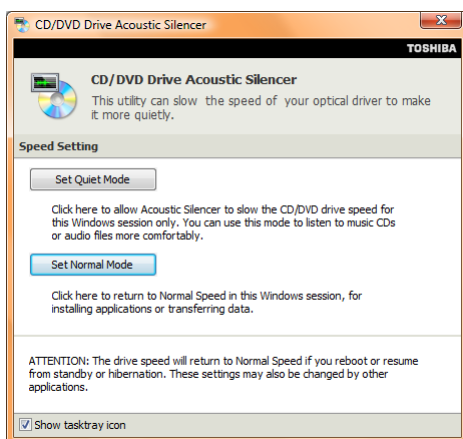 CD/DVD Drive Acoustic Silencer
TOSHIBA
CD/DVD Drive Acoustic Silencer
This utility can slow the speed of your optical driver to make
it more quietly.
Speed Setting
Set Quiet Mode
Click here to allow Acoustic Silencer to slow the CD/DVD drive speed for
this Windows session only. You can use this mode to listen to music CDs
or audio files more comfortably.
Set Normal Mode
Click here to return to Normal Speed in this Windows session, for
installing applications or transferring data.
ATTENTION: The drive speed will return to Normal Speed if you reboot or resume
from standby or hibernation. These settings may also be changed by other
applications.
Show tasktray icon